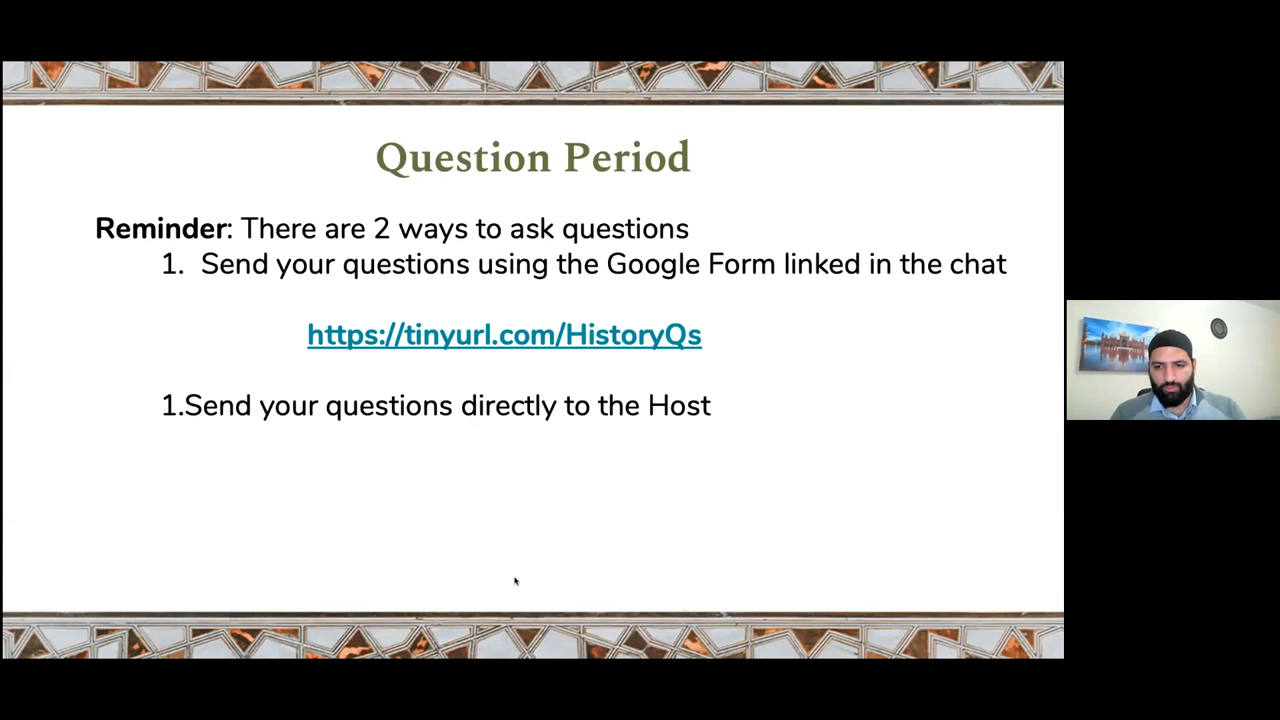 Question Period
Reminder: There are 2 ways to ask questions
1. Send your questions using the Google Form linked in the chat
https://tinyurl.com/HistoryQs
1.Send your questions directly to the Host